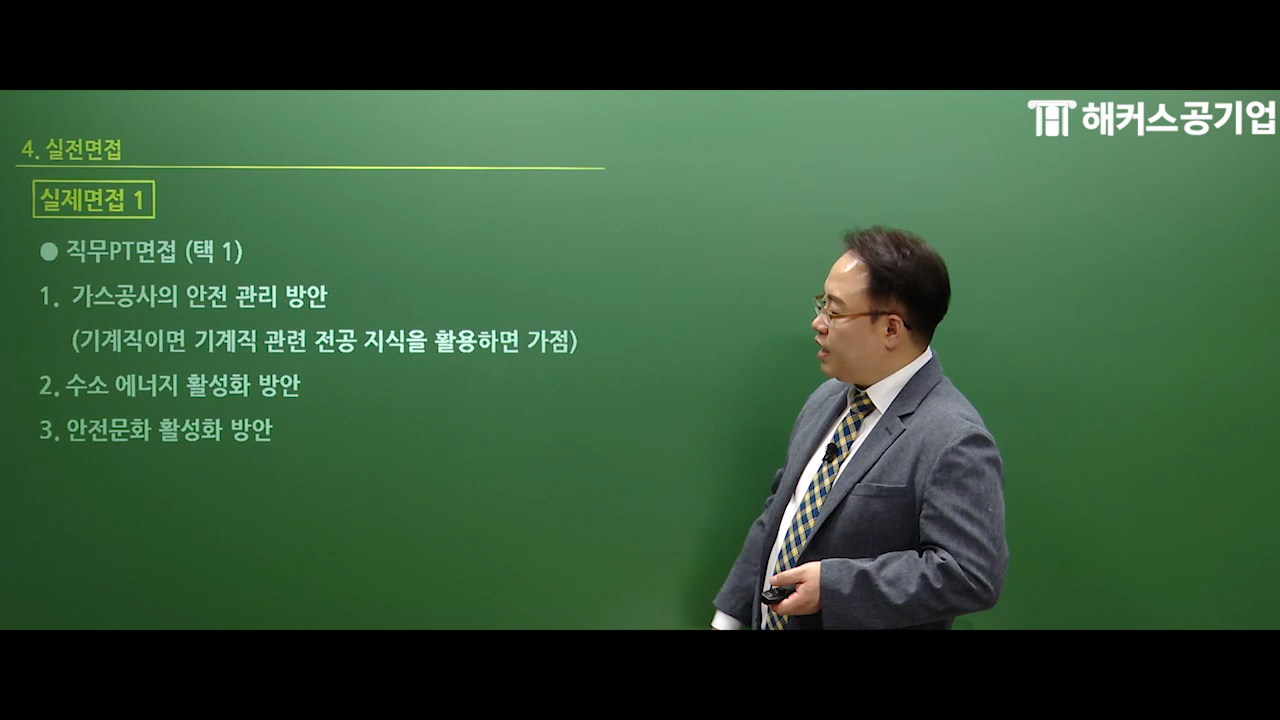 해커스공기업
4. 실전면접
실제면접 1
● 직무PT면접 (택 1)
1. 가스공사의 안전 관리 방안
(기계직이면 기계직 관련 전공 지식을 활용하면 가점)
2. 수소 에너지 활성화 방안
3. 안전문화 활성화 방안